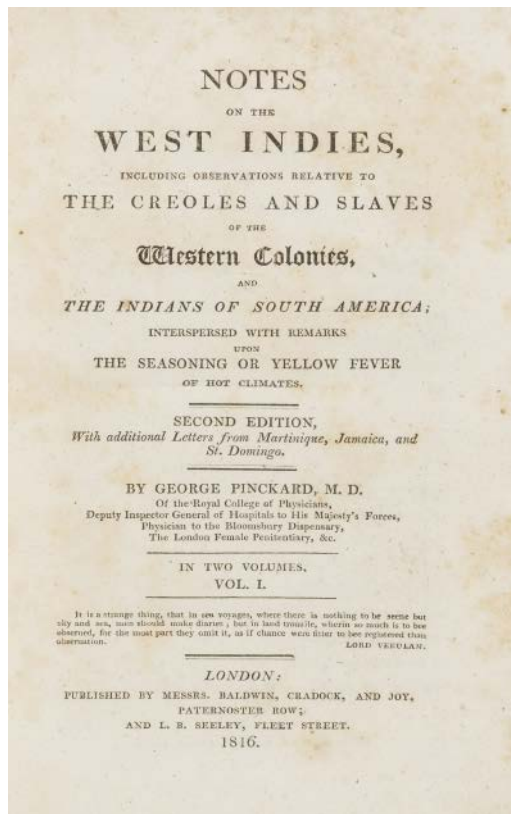 NOTES
ON THE
WEST INDIES,
INCLUDING OBSERVATIONS RELATIVE TO
THE CREOLES AND SLAVES
OF THE
Western Colonies,
AND
THE INDIANS OF SOUTH AMERICA;
INTERSPERSED WITH REMARKS
UPON
THE SEASONING OR YELLOW FEVER
OF HOT CLIMATES.
SECOND EDITION,
With additional Letters from Martinique, Jamaica, and
St. Domingo.
BY GEORGE PINCKARD, M. D.
Of the Royal College of Physicians,
Deputy Inspector General of Hospitals to His Majesty's Forces,
Physician to the Bloomsbury Dispensary,
The London Female Penitentiary, &c.
IN TWO VOLUMES.
VOL. I.
It is a strange thing, that in sea voyages, where there is nothing to be seene but
sky and sea, men should make diaries; but in land travaile, wherin so much is to bee
observed, for the most part they omit it, as if chance were fitter to bee registered than
observation.
LORD VERULAM.
LONDON:
PUBLISHED BY MESSRS. BALDWIN, CRADOCK, AND JOY,
PATERNOSTER ROW;
AND L. B. SEELEY, FLEET STREET.
1816.